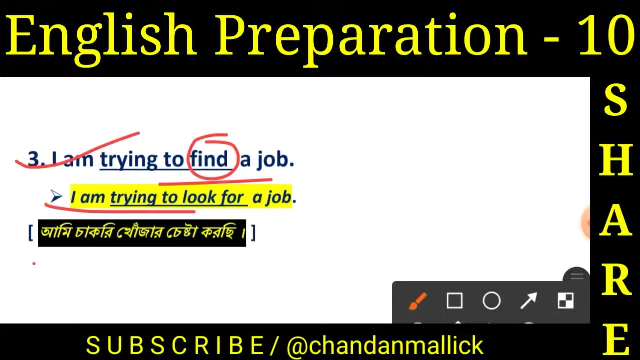 English Preparation - 10
3. I am trying to find a job.
➢ I am trying to look for a job.
[ আমি চাকরি খোঁজার চেষ্টা করছি । ]
SHARE
SUBSCRIBE/ @chandanmallick